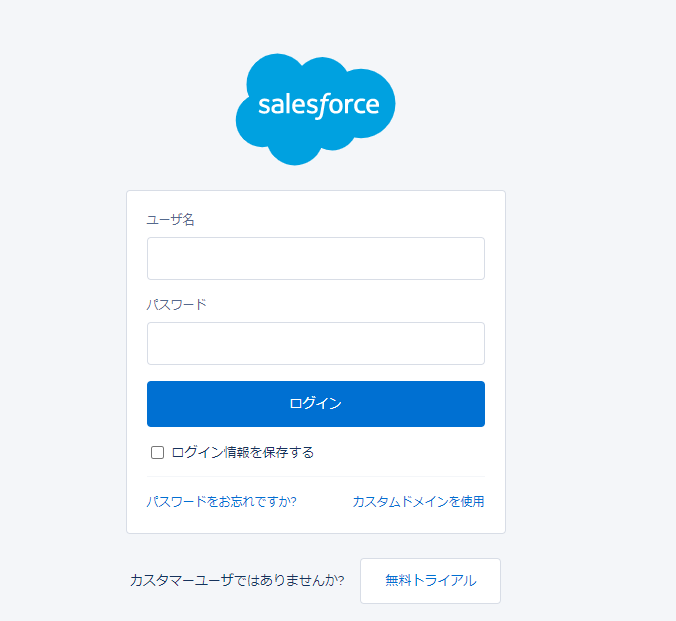 salesforce
ユーザ名
パスワード
ログイン
ログイン情報を保存する
パスワードをお忘れですか? カスタムドメインを使用
カスタマーユーザではありませんか? 無料トライアル